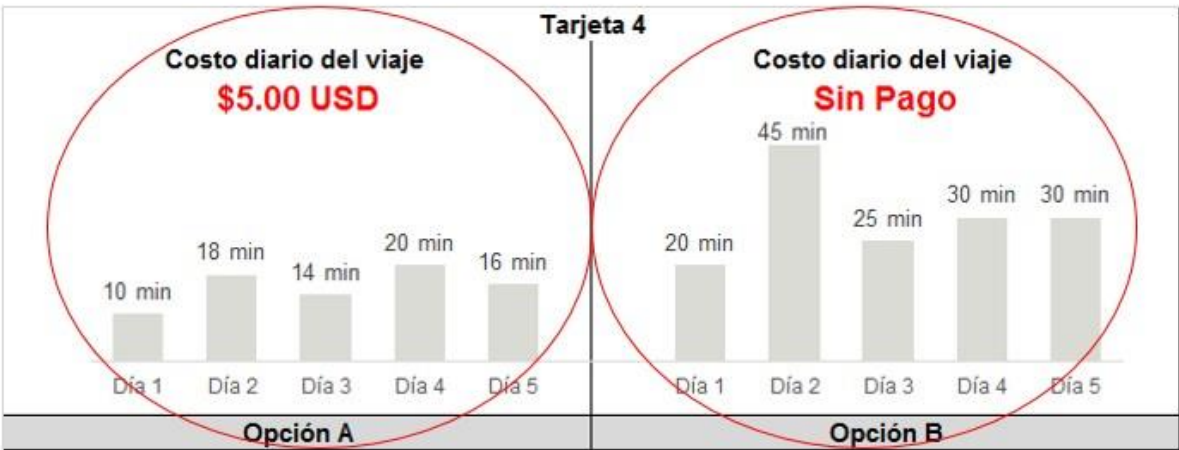 Tarjeta 4
Costo diario del viaje
$5.00 USD
10 min
18 min
14 min
20 min
16 min
Día 1
Día 2
Día 3
Día 4
Día 5
Opción A
Costo diario del viaje
Sin Pago
20 min
45 min
25 min
30 min
30 min
Día 1
Día 2
Día 3
Día 4
Día 5
Opción B